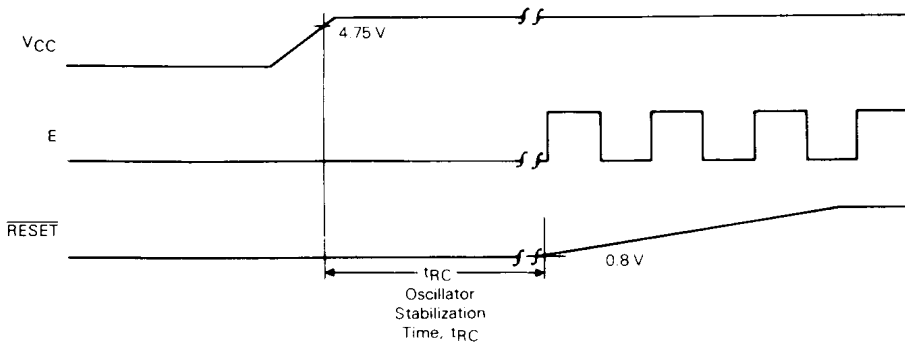 VCC
4.75 V
E
RESET
0.8 V
tRC
Oscillator
Stabilization
Time, tRC